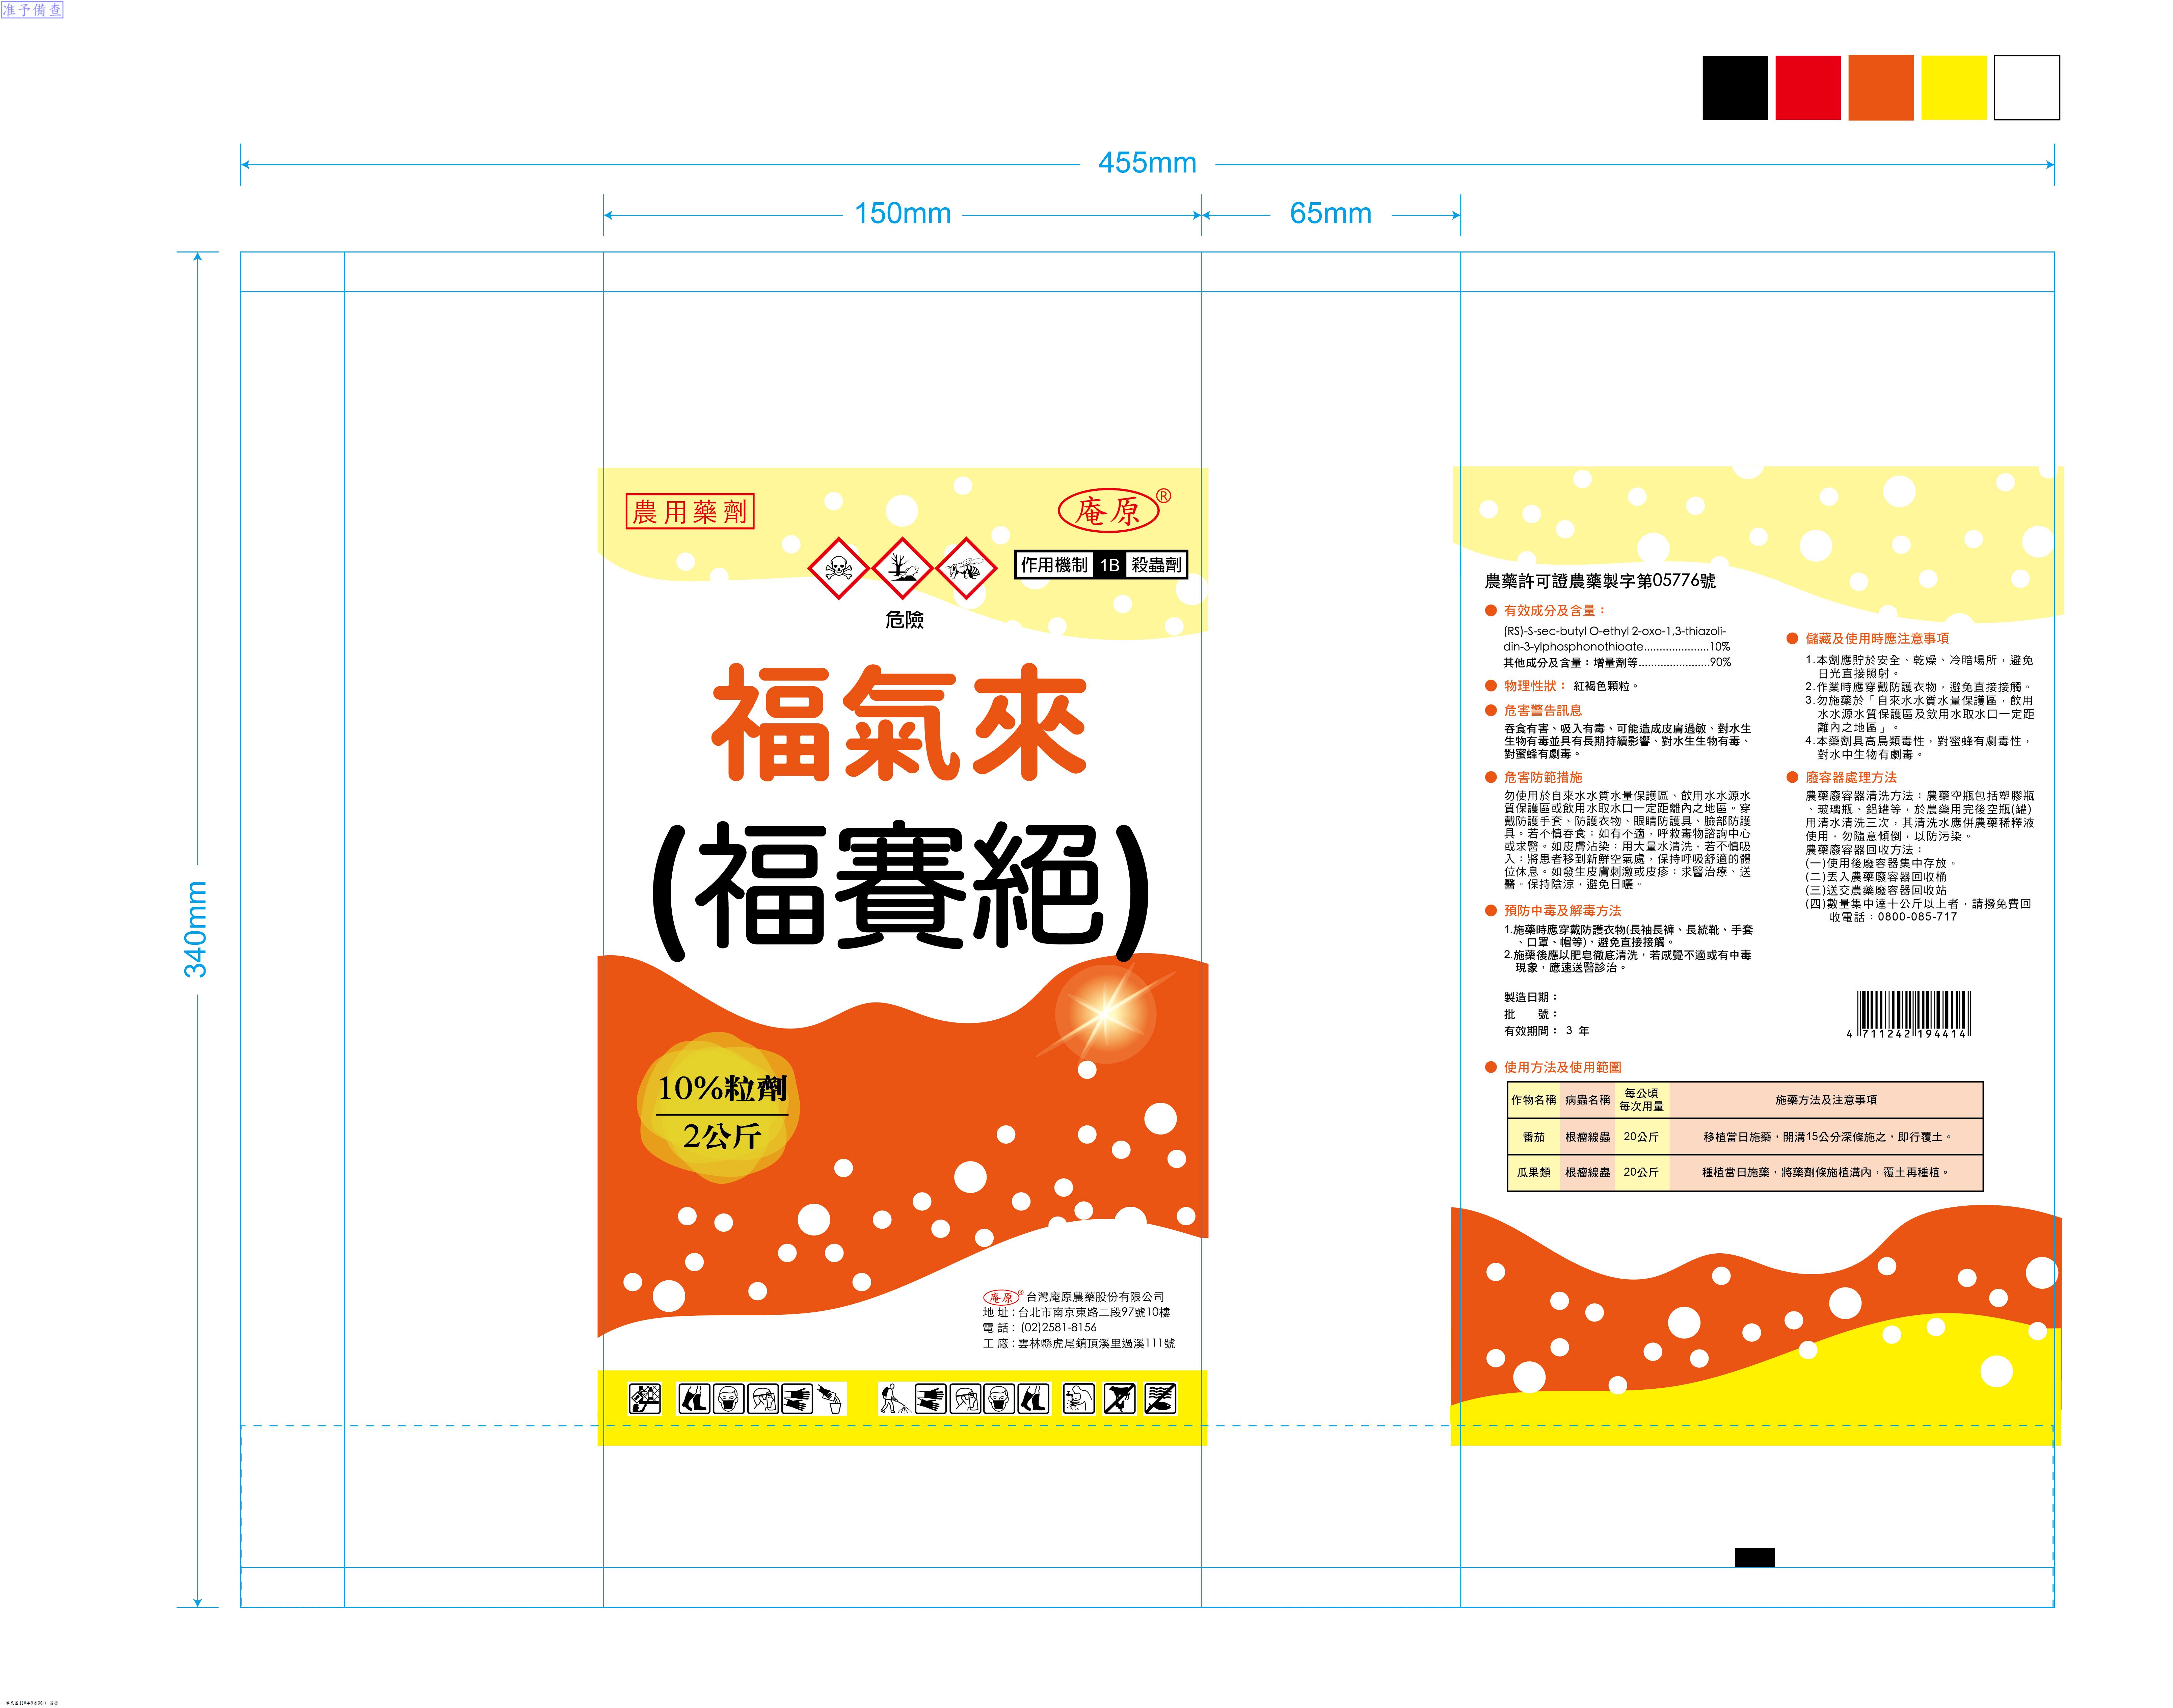 准予備查
455mm
150mm
65mm
340mm
農用藥劑
庵原®
作用機制 1B 殺蟲劑
危險
福氣來
(福賽絕)
10%粒劑
2公斤
庵原® 台灣庵原農藥股份有限公司
地 址：台北市南京東路二段97號10樓
電 話：(02)2581-8156
工 廠：雲林縣虎尾鎮頂溪里過溪111號
農藥許可證農藥製字第05776號
● 有效成分及含量：
(RS)-S-sec-butyl O-ethyl 2-oxo-1,3-thiazoli-
din-3-ylphosphonothioate.....................10%
其他成分及含量：增量劑等.......................90%
● 物理性狀： 紅褐色顆粒。
● 危害警告訊息
吞食有害、吸入有毒、可能造成皮膚過敏、對水生
生物有毒並具有長期持續影響、對水生生物有毒、
對蜜蜂有劇毒。
● 危害防範措施
勿使用於自來水水質水量保護區、飲用水水源水
質保護區或飲用水取水口一定距離內之地區。穿
戴防護手套、防護衣物、眼睛防護具、臉部防護
具。若不慎吞食：如有不適，呼救毒物諮詢中心
或求醫。如皮膚沾染：用大量水清洗，若不慎吸
入：將患者移到新鮮空氣處，保持呼吸舒適的體
位休息。如發生皮膚刺激或皮疹：求醫治療、送
醫。保持陰涼，避免日曬。
● 預防中毒及解毒方法
1.施藥時應穿戴防護衣物(長袖長褲、長統靴、手套
、口罩、帽等)，避免直接接觸。
2.施藥後應以肥皂徹底清洗，若感覺不適或有中毒
現象，應速送醫診治。
製造日期：
批　　號：
有效期間： 3 年
● 儲藏及使用時應注意事項
1.本劑應貯於安全、乾燥、冷暗場所，避免
日光直接照射。
2.作業時應穿戴防護衣物，避免直接接觸。
3.勿施藥於「自來水水質水量保護區，飲用
水水源水質保護區及飲用水取水口一定距
離內之地區」。
4.本藥劑具高鳥類毒性，對蜜蜂有劇毒性，
對水中生物有劇毒。
● 廢容器處理方法
農藥廢容器清洗方法：農藥空瓶包括塑膠瓶
、玻璃瓶、鋁罐等，於農藥用完後空瓶(罐)
用清水清洗三次，其清洗水應併農藥稀釋液
使用，勿隨意傾倒，以防污染。
農藥廢容器回收方法：
(一)使用後廢容器集中存放。
(二)丟入農藥廢容器回收桶
(三)送交農藥廢容器回收站
(四)數量集中達十公斤以上者，請撥免費回
收電話：0800-085-717
4 711242 194414
● 使用方法及使用範圍
作物名稱 病蟲名稱 每公頃每次用量 施藥方法及注意事項
番茄 根瘤線蟲 20公斤 移植當日施藥，開溝15公分深條施之，即行覆土。
瓜果類 根瘤線蟲 20公斤 種植當日施藥，將藥劑條施植溝內，覆土再種植。